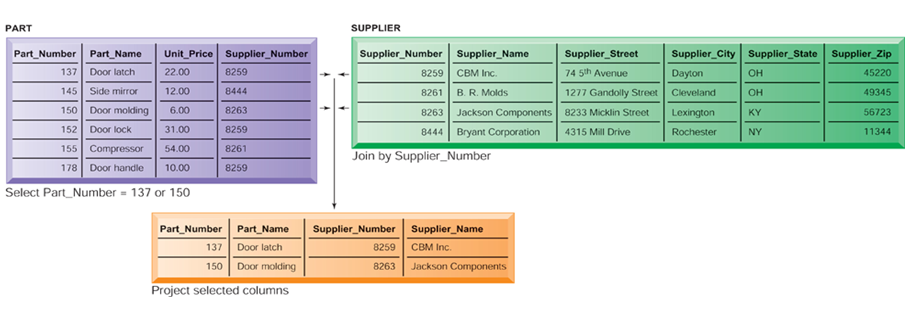 PART
Part_Number Part_Name Unit_Price Supplier_Number
137 Door latch 22.00 8259
145 Side mirror 12.00 8444
150 Door molding 6.00 8263
152 Door lock 31.00 8259
155 Compressor 54.00 8261
178 Door handle 10.00 8259
Select Part_Number = 137 or 150
SUPPLIER
Supplier_Number Supplier_Name Supplier_Street Supplier_City Supplier_State Supplier_Zip
8259 CBM Inc. 74 5th Avenue Dayton OH 45220
8261 B. R. Molds 1277 Gandolly Street Cleveland OH 49345
8263 Jackson Components 8233 Micklin Street Lexington KY 56723
8444 Bryant Corporation 4315 Mill Drive Rochester NY 11344
Join by Supplier_Number
Part_Number Part_Name Supplier_Number Supplier_Name
137 Door latch 8259 CBM Inc.
150 Door molding 8263 Jackson Components
Project selected columns